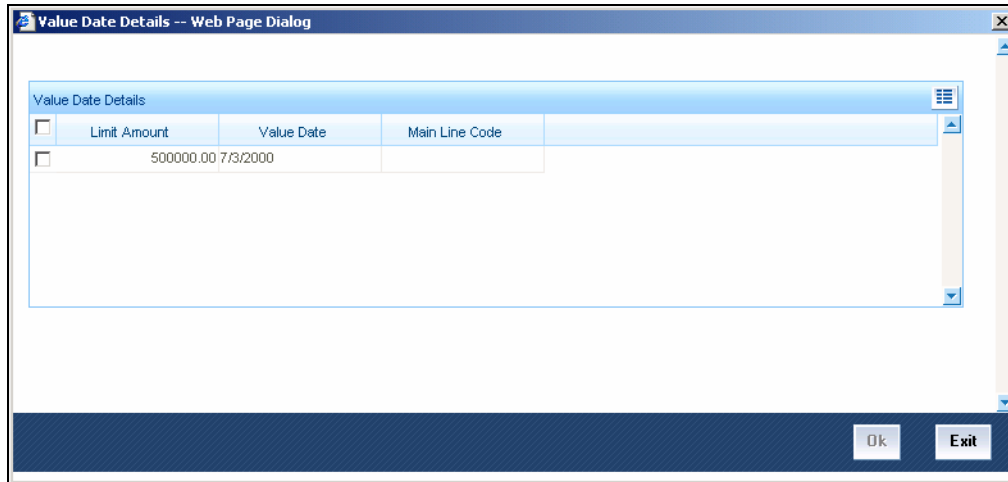 Value Date Details -- Web Page Dialog
Value Date Details
Limit Amount Value Date Main Line Code
500000.00 7/3/2000
Ok Exit